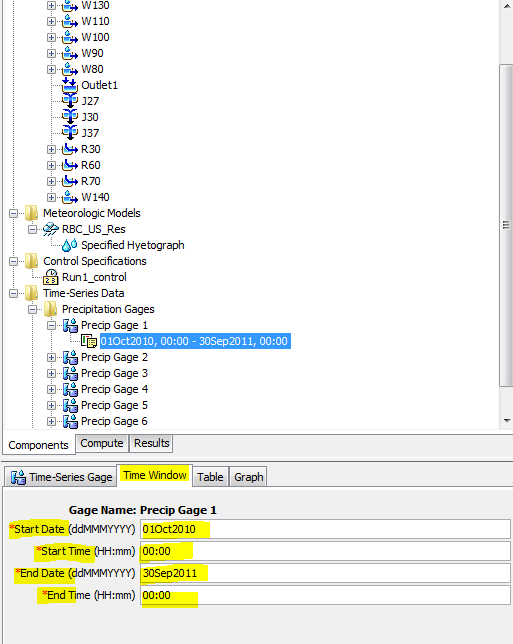 W130
W110
W100
W90
W80
Outlet1
J27
J30
J37
R30
R60
R70
W140
Meteorologic Models
RBC_US_Res
Specified Hyetograph
Control Specifications
Run1_control
Time-Series Data
Precipitation Gages
Precip Gage 1
01Oct2010, 00:00 - 30Sep2011, 00:00
Precip Gage 2
Precip Gage 3
Precip Gage 4
Precip Gage 5
Precip Gage 6
Components Compute Results
Time-Series Gage Time Window Table Graph
Gage Name: Precip Gage 1
*Start Date (ddMMMYYYY) 01Oct2010
*Start Time (HH:mm) 00:00
*End Date (ddMMMYYYY) 30Sep2011
*End Time (HH:mm) 00:00